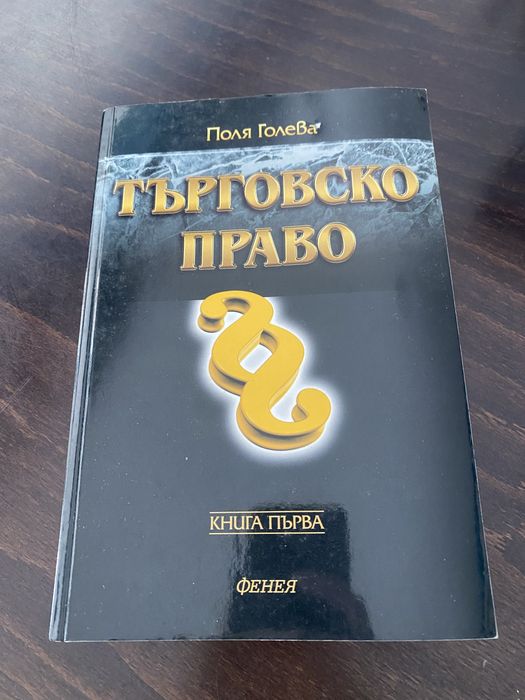 Поля Голева
ТЪРГОВСКО
ПРАВО
КНИГА ПЪРВА
ФЕНЕЯ